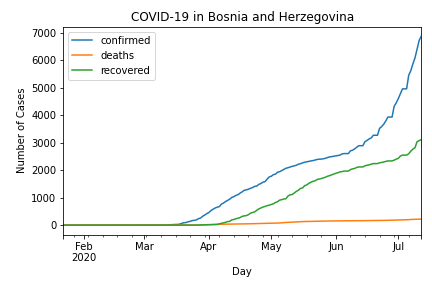 COVID-19 in Bosnia and Herzegovina
confirmed
deaths
recovered
Number of Cases
7000
6000
5000
4000
3000
2000
1000
0
Feb Mar Apr May Jun Jul
2020
Day